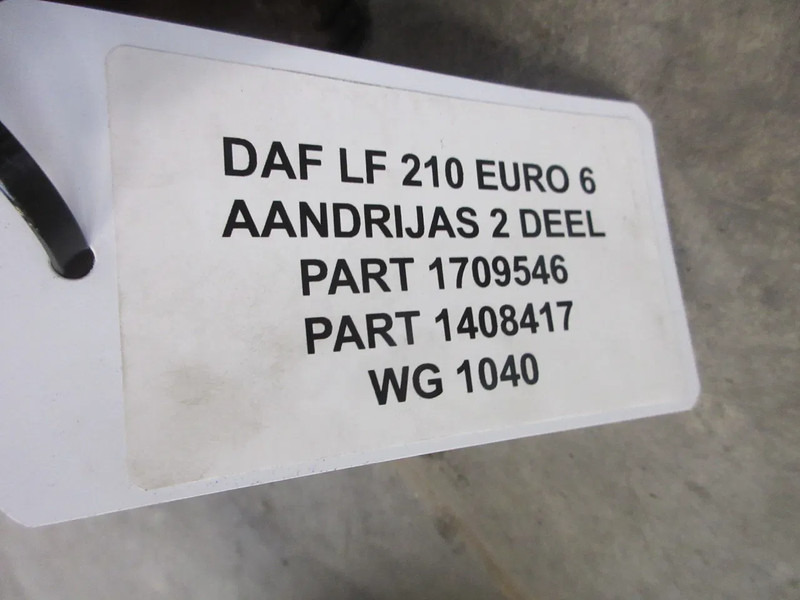 DAF LF 210 EURO 6
AANDRIJAS 2 DEEL
PART 1709546
PART 1408417
WG 1040